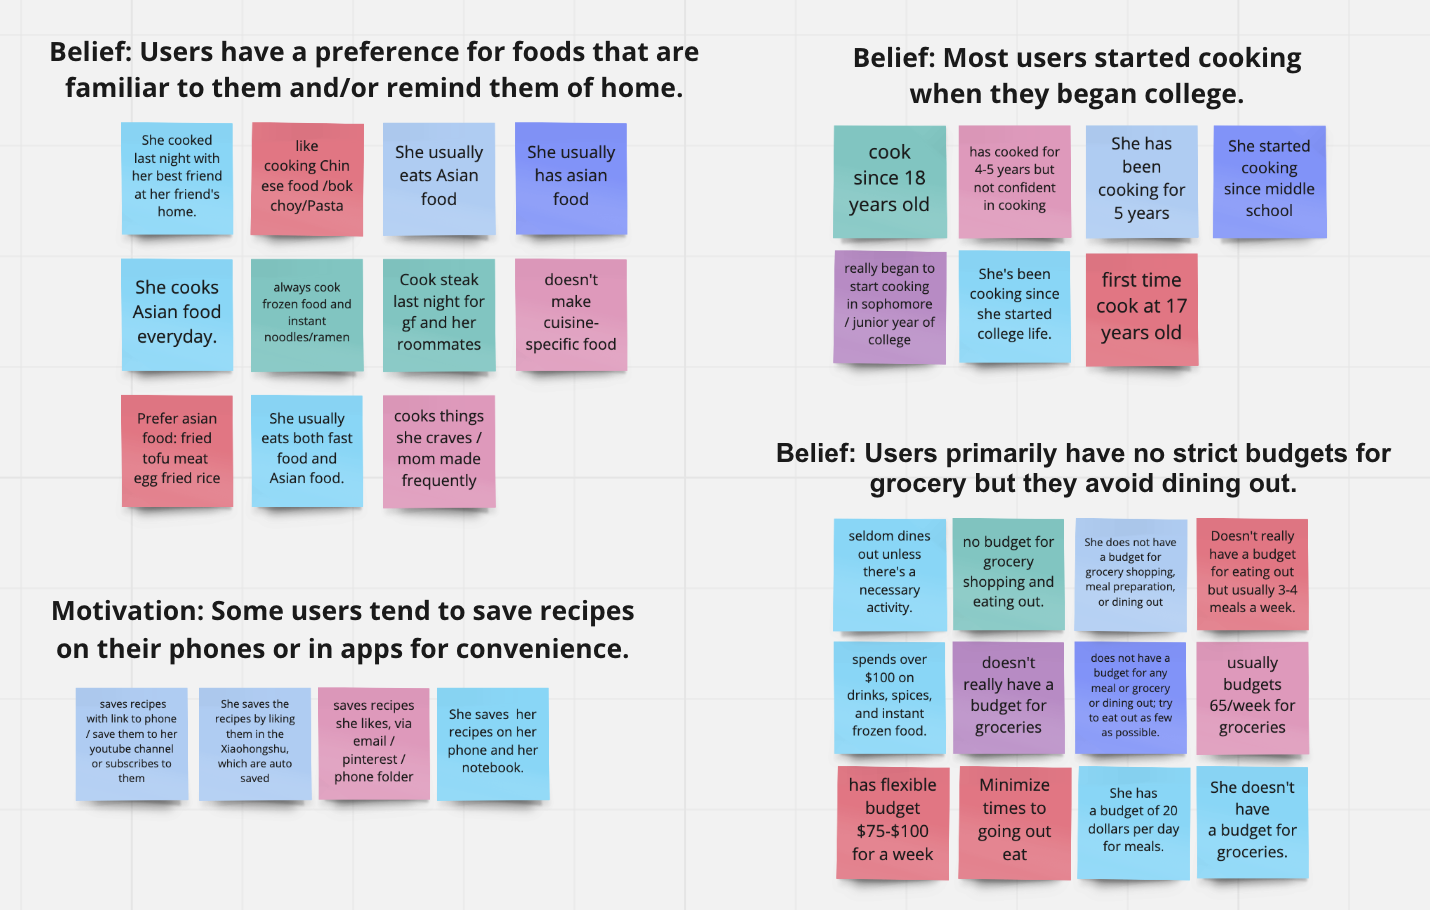 Belief: Users have a preference for foods that are
familiar to them and/or remind them of home.
She cooked
last night with
her best friend
at her friend's
home.
like
cooking Chin
ese food /bok
choy/Pasta
She usually
eats Asian
food
She usually
has asian
food
She cooks
Asian food
everyday.
always cook
frozen food and
instant
noodles/ramen
Cook steak
last night for
gf and her
roommates
doesn't
make
cuisine-
specific food
Prefer asian
food: fried
tofu meat
egg fried rice
She usually
eats both fast
food and
Asian food.
cooks things
she craves /
mom made
frequently
Motivation: Some users tend to save recipes
on their phones or in apps for convenience.
saves recipes
with link to phone
/ save them to her
youtube channel
or subscribes to
them
She saves the
recipes by liking
them in the
Xiaohongshu,
which are auto
saved
saves recipes
she likes, via
email /
pinterest /
phone folder
She saves her
recipes on her
phone and her
notebook.
Belief: Most users started cooking
when they began college.
cook
since 18
years old
has cooked for
4-5 years but
not confident
in cooking
She has
been
cooking for
5 years
She started
cooking
since middle
school
really began to
start cooking
in sophomore
/ junior year of
college
She's been
cooking since
she started
college life.
first time
cook at 17
years old
Belief: Users primarily have no strict budgets for
grocery but they avoid dining out.
seldom dines
out unless
there's a
necessary
activity.
no budget for
grocery
shopping and
eating out.
She does not have
a budget for
grocery shopping,
meal preparation,
or dining out
Doesn't really
have a budget
for eating out
but usually 3-4
meals a week.
spends over
$100 on
drinks, spices,
and instant
frozen food.
doesn't
really have a
budget for
groceries
does not have a
budget for any
meal or grocery
or dining out; try
to eat out as few
as possible.
usually
budgets
65/week for
groceries
has flexible
budget
$75-$100
for a week
Minimize
times to
going out
eat
She has
a budget of 20
dollars per day
for meals.
She doesn't
have
a budget for
groceries.